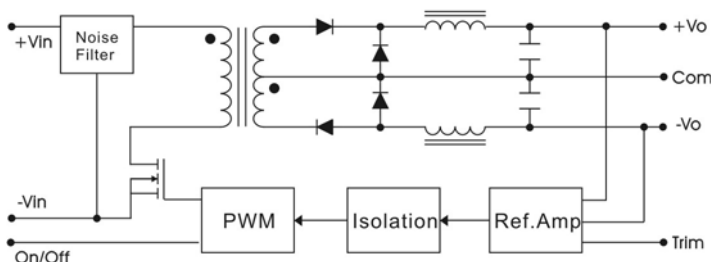 +Vin
Noise
Filter
+Vo
Com
-Vo
-Vin
PWM
Isolation
Ref.Amp
On/Off
Trim